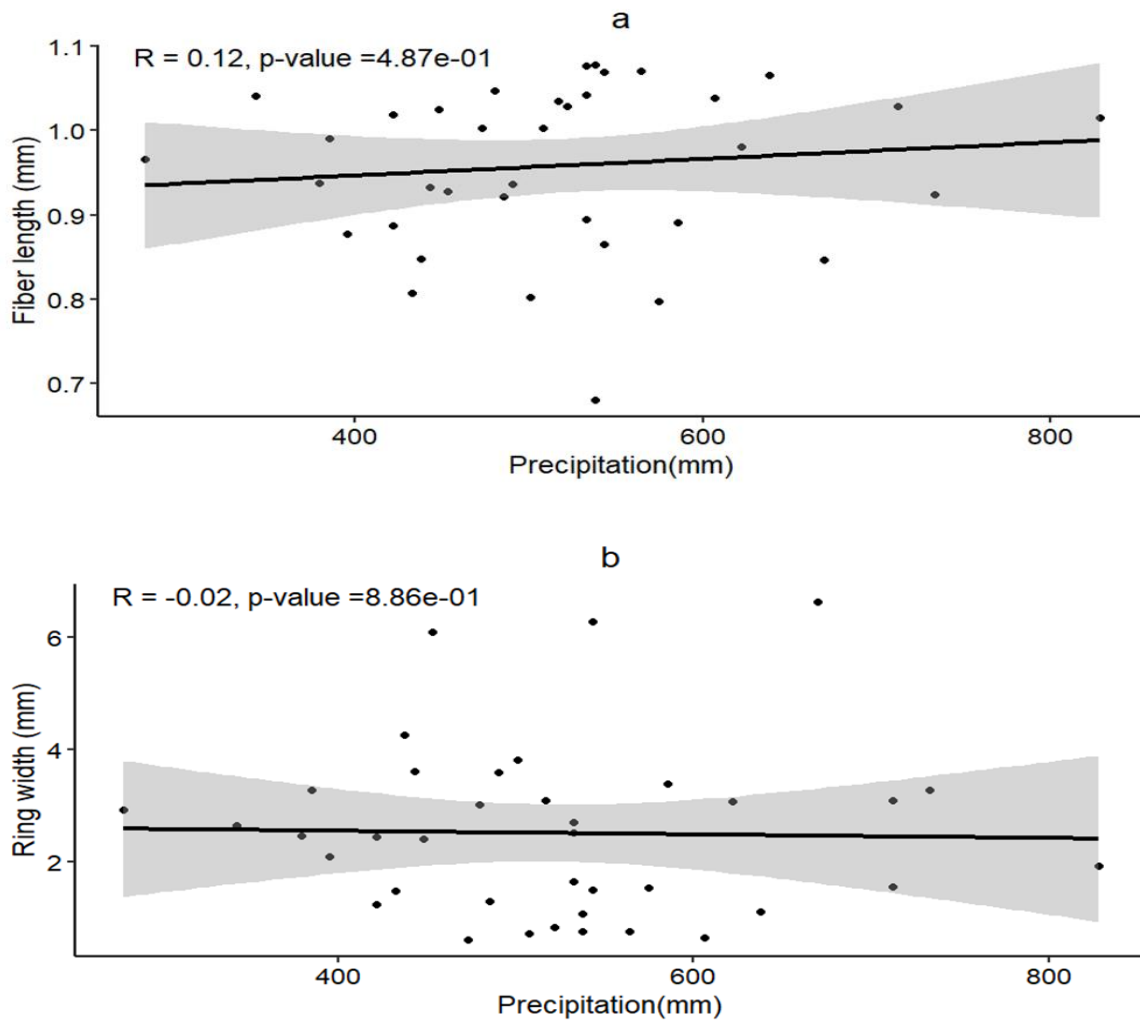 a
R = 0.12, p-value =4.87e-01
1.1
1.0
0.9
0.8
0.7
Fiber length (mm)
400 600 800
Precipitation(mm)
b
R = -0.02, p-value =8.86e-01
6
4
2
Ring width (mm)
400 600 800
Precipitation(mm)